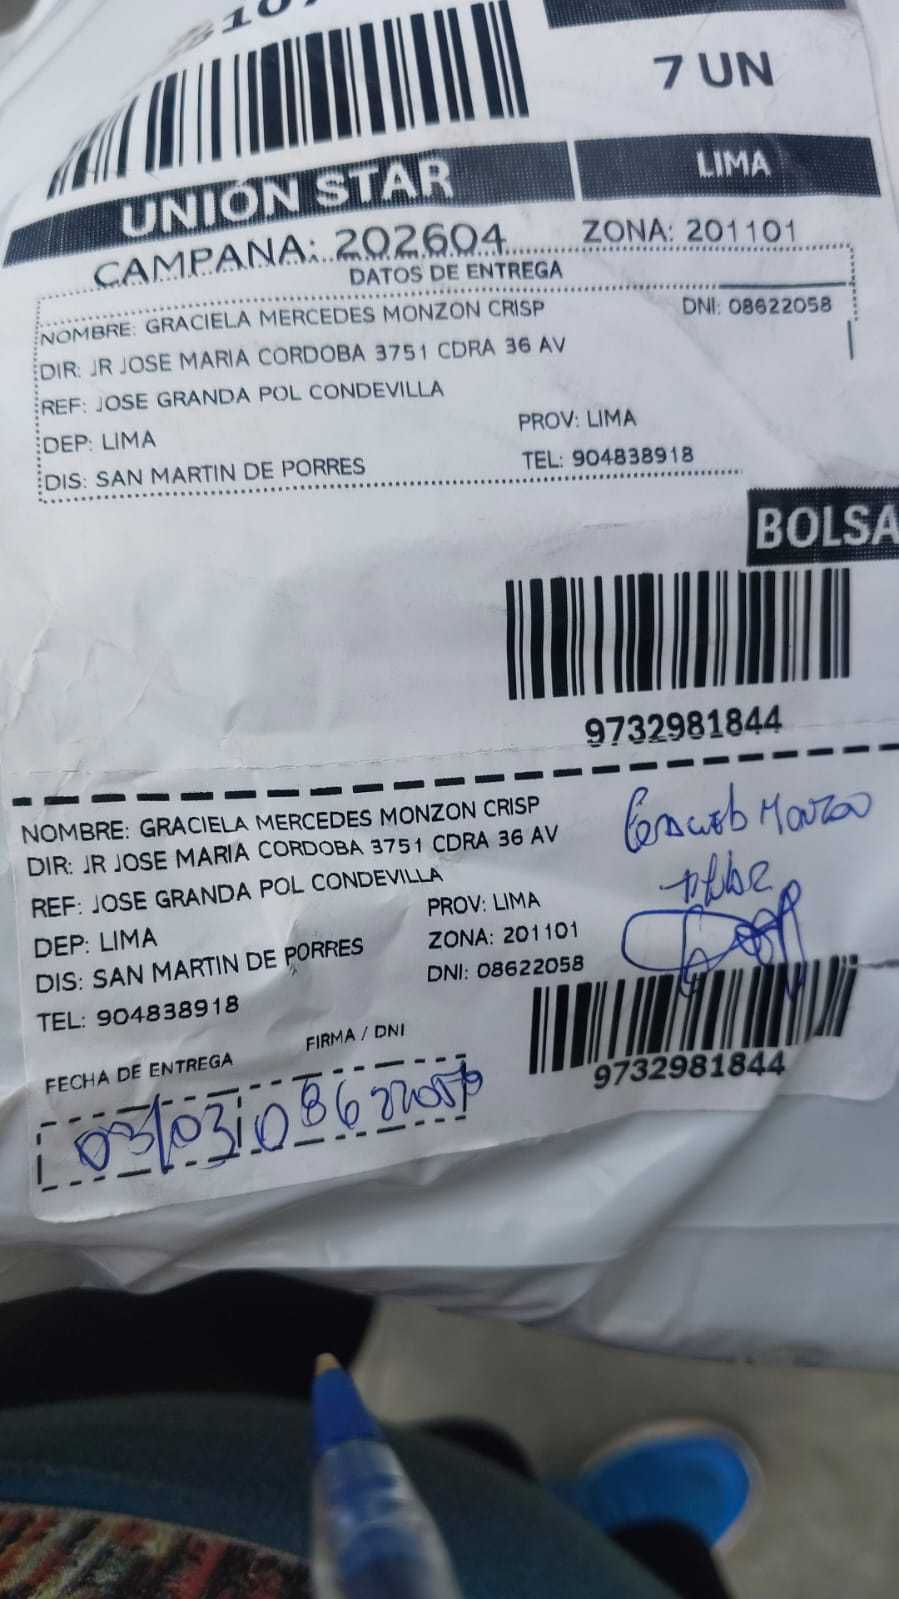 7 UN
UNIÓN STAR
LIMA
CAMPAÑA: 202604
ZONA: 201101
DATOS DE ENTREGA
NOMBRE: GRACIELA MERCEDES MONZON CRISP
DNI: 08622058
DIR: JR JOSE MARIA CORDOBA 3751 CDRA 36 AV
REF: JOSE GRANDA POL CONDEVILLA
DEP: LIMA
PROV: LIMA
DIS: SAN MARTIN DE PORRES
TEL: 904838918
BOLSA
9732981844
NOMBRE: GRACIELA MERCEDES MONZON CRISP
DIR: JR JOSE MARIA CORDOBA 3751 CDRA 36 AV
REF: JOSE GRANDA POL CONDEVILLA
DEP: LIMA
PROV: LIMA
DIS: SAN MARTIN DE PORRES
ZONA: 201101
TEL: 904838918
DNI: 08622058
Monzon
FECHA DE ENTREGA
FIRMA / DNI
9732981844
03/03